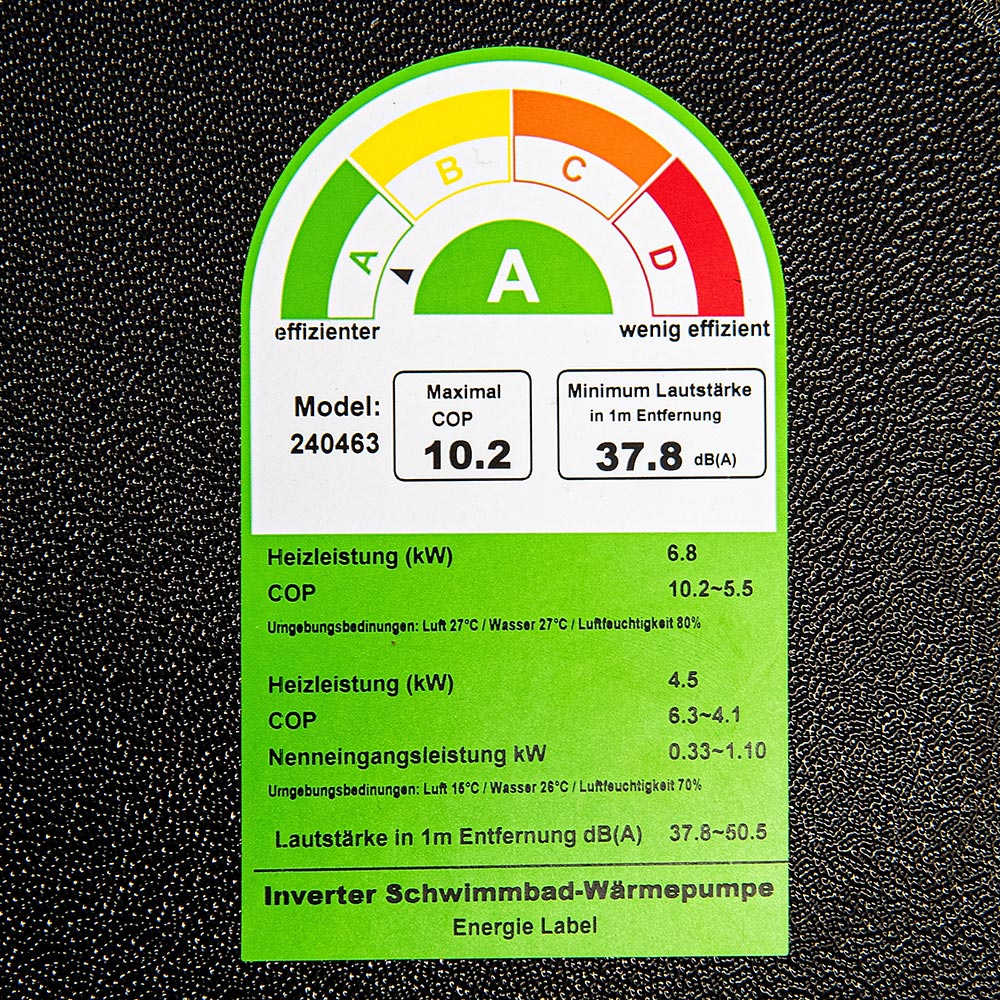 B C
A D
A
effizienter wenig effizient
Model:
240463
Maximal
COP
10.2
Minimum Lautstärke
in 1m Entfernung
37.8 dB(A)
Heizleistung (kW) 6.8
COP 10.2~5.5
Umgebungsbedinungen: Luft 27°C / Wasser 27°C / Luftfeuchtigkeit 80%
Heizleistung (kW) 4.5
COP 6.3~4.1
Nenneingangsleistung kW 0.33~1.10
Umgebungsbedinungen: Luft 15°C / Wasser 26°C / Luftfeuchtigkeit 70%
Lautstärke in 1m Entfernung dB(A) 37.8~50.5
Inverter Schwimmbad-Wärmepumpe
Energie Label